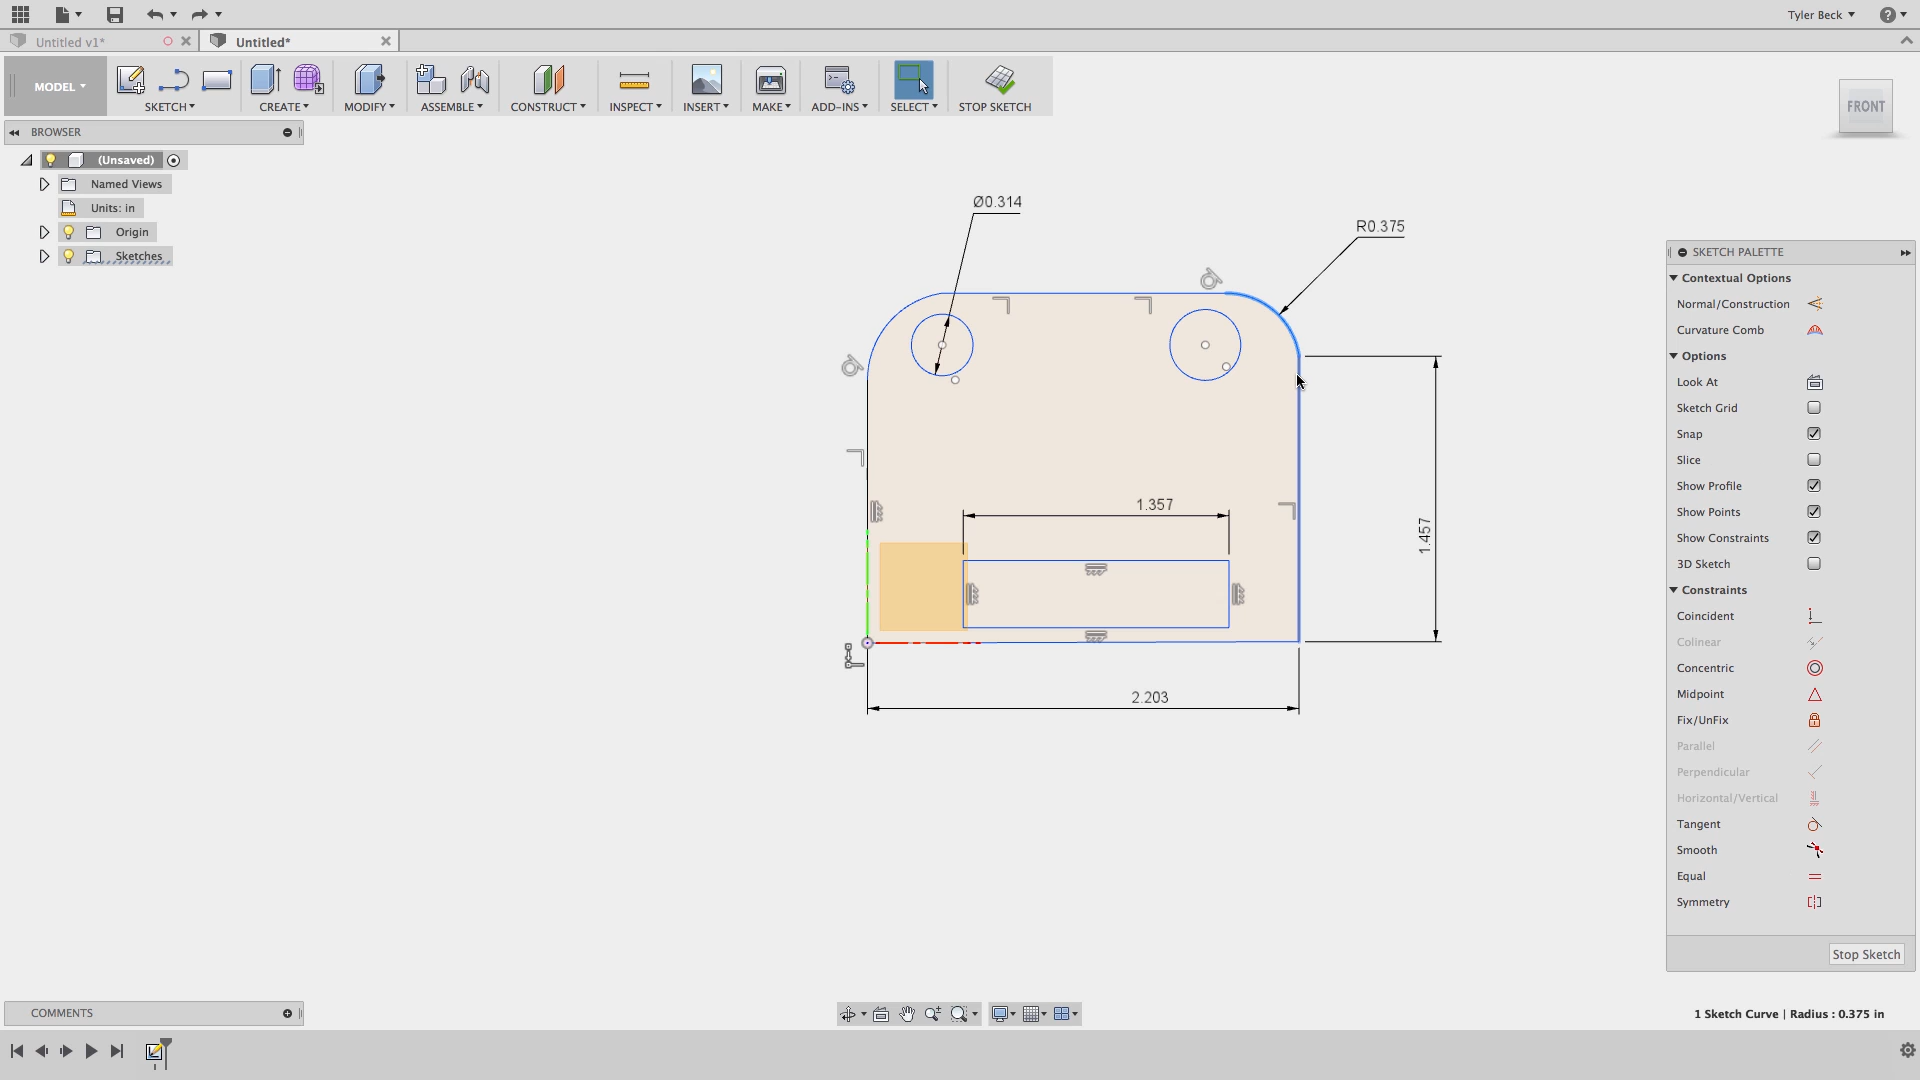 Tyler Beck
Untitled v1*
Untitled*
MODEL
SKETCH
CREATE
MODIFY
ASSEMBLE
CONSTRUCT
INSPECT
INSERT
MAKE
ADD-INS
SELECT
STOP SKETCH
FRONT
BROWSER
(Unsaved)
Named Views
Units: in
Origin
Sketches
Ø0.314
R0.375
1.357
1.457
2.203
SKETCH PALETTE
Contextual Options
Normal/Construction
Curvature Comb
Options
Look At
Sketch Grid
Snap
Slice
Show Profile
Show Points
Show Constraints
3D Sketch
Constraints
Coincident
Colinear
Concentric
Midpoint
Fix/UnFix
Parallel
Perpendicular
Horizontal/Vertical
Tangent
Smooth
Equal
Symmetry
Stop Sketch
COMMENTS
1 Sketch Curve | Radius : 0.375 in